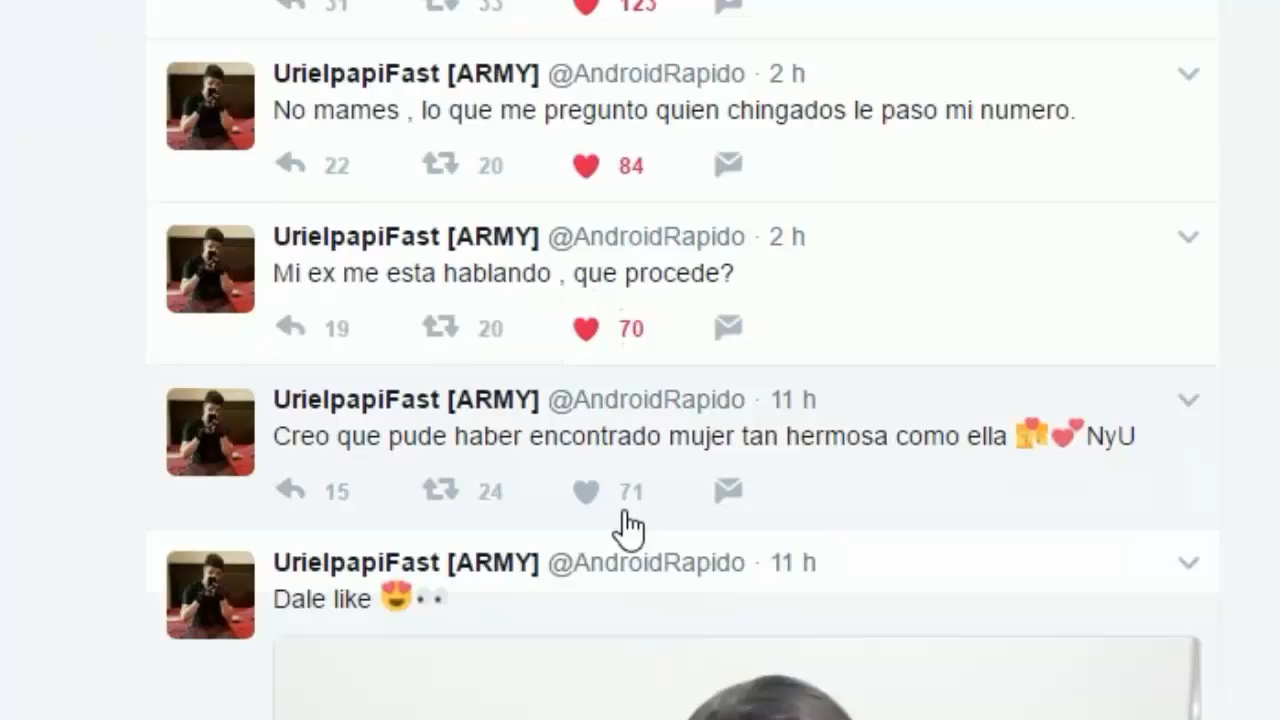 31 33 123
UrielpapiFast [ARMY] @AndroidRapido · 2 h
No mames , lo que me pregunto quien chingados le paso mi numero.
22 20 84
UrielpapiFast [ARMY] @AndroidRapido · 2 h
Mi ex me esta hablando , que procede?
19 20 70
UrielpapiFast [ARMY] @AndroidRapido · 11 h
Creo que pude haber encontrado mujer tan hermosa como ella 💑💕 NyU
15 24 71
UrielpapiFast [ARMY] @AndroidRapido · 11 h
Dale like 😍👀